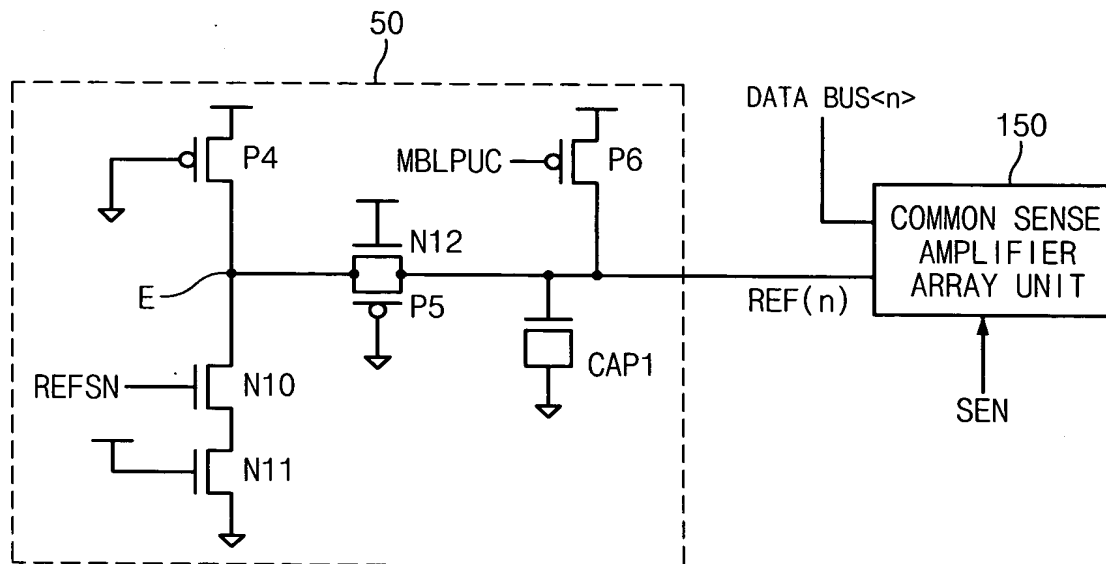 50
P4
MBLPUC
P6
DATA BUS<n>
150
N12
COMMON SENSE
AMPLIFIER
ARRAY UNIT
E
P5
REF(n)
CAP1
REFSN
N10
SEN
N11